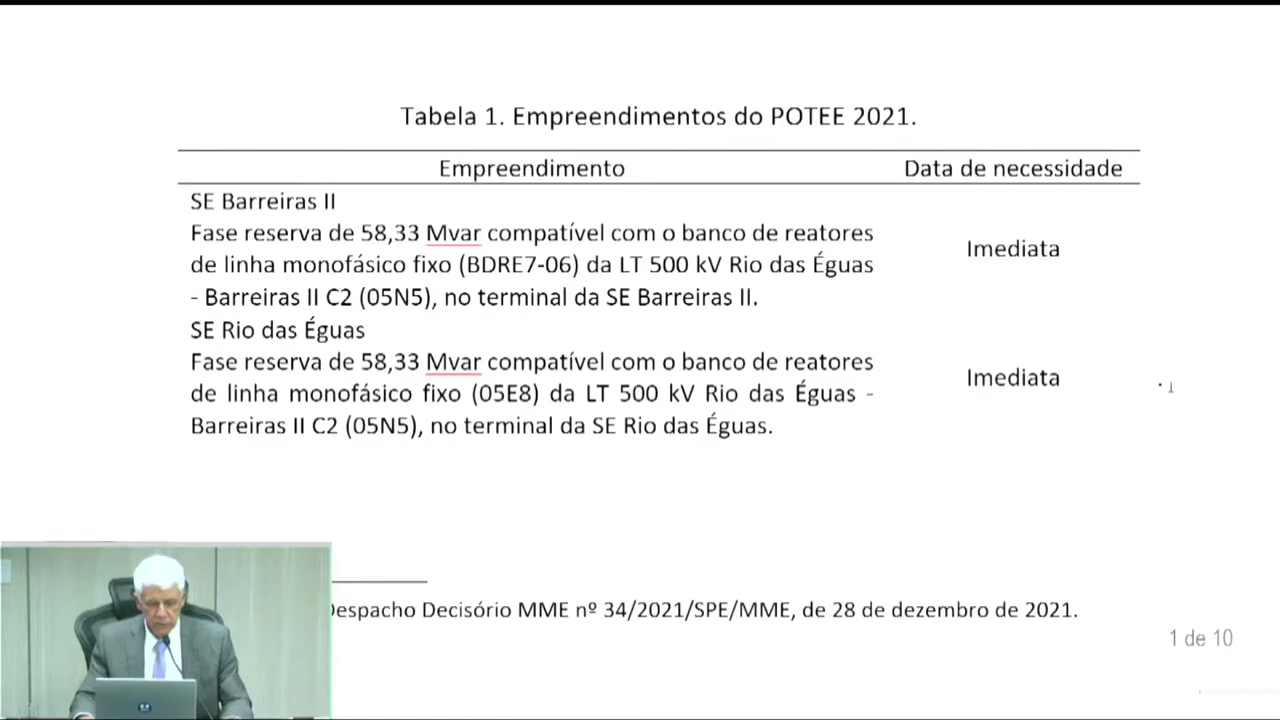 Tabela 1. Empreendimentos do POTEE 2021.
Empreendimento Data de necessidade
SE Barreiras II
Fase reserva de 58,33 Mvar compatível com o banco de reatores
de linha monofásico fixo (BDRE7-06) da LT 500 kV Rio das Éguas
- Barreiras II C2 (05N5), no terminal da SE Barreiras II.
Imediata
SE Rio das Éguas
Fase reserva de 58,33 Mvar compatível com o banco de reatores
de linha monofásico fixo (05E8) da LT 500 kV Rio das Éguas -
Barreiras II C2 (05N5), no terminal da SE Rio das Éguas.
Imediata
Despacho Decisório MME nº 34/2021/SPE/MME, de 28 de dezembro de 2021.
1 de 10